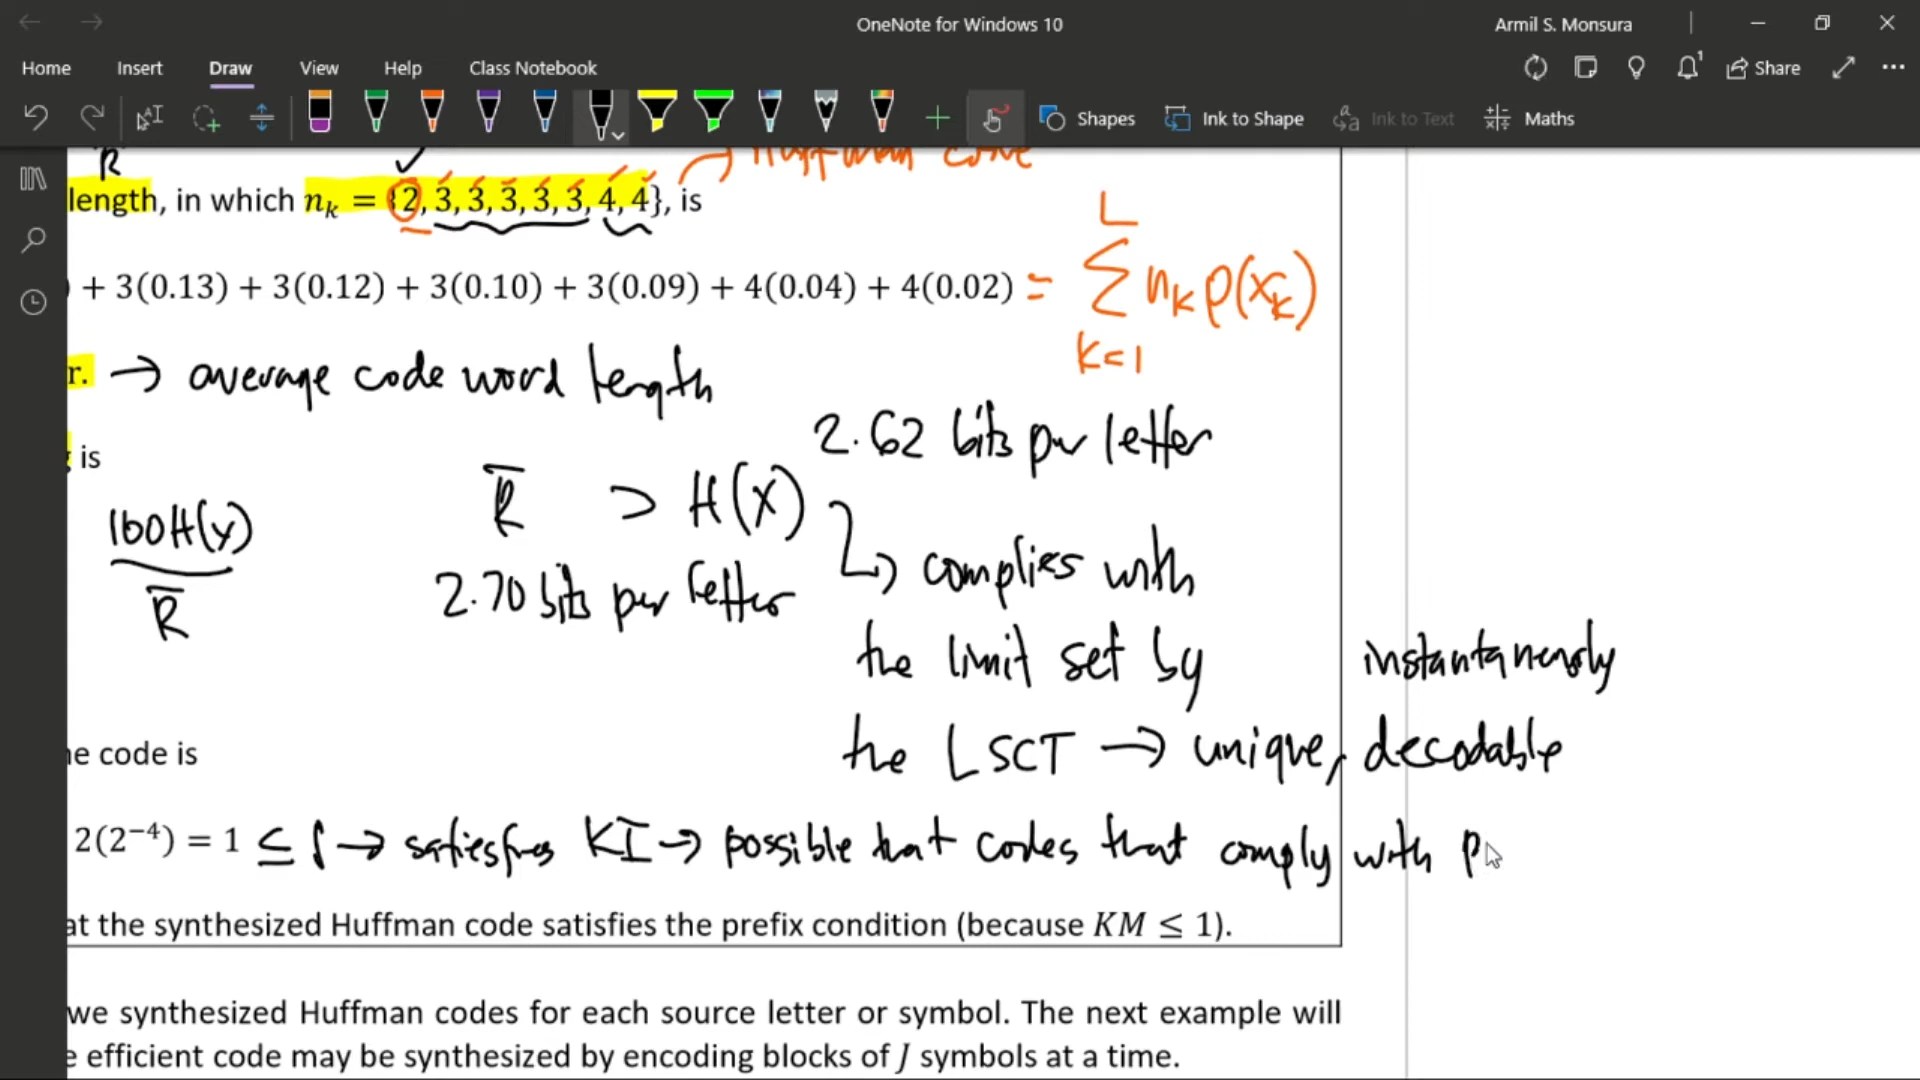 OneNote for Windows 10
Armil S. Monsura
Home Insert Draw View Help Class Notebook
Share
Shapes Ink to Shape Ink to Text Maths
R̅ Huffman code
length, in which nₖ = {2, 3, 3, 3, 3, 3, 4, 4}, is
) + 3(0.13) + 3(0.12) + 3(0.10) + 3(0.09) + 4(0.04) + 4(0.02) = ∑ nₖ p(xₖ)
L
k=1
r. → average code word length
2.62 bits per letter
is
R̅ > H(X)
100H(y)
R̅
2.70 bits per letter
↳ complies with
the limit set by
instantaneously
the LSCT → unique, decodable
e code is
2(2⁻⁴) = 1 ≤ 1 → satisfies KI → possible that codes that comply with p
at the synthesized Huffman code satisfies the prefix condition (because KM ≤ 1).
we synthesized Huffman codes for each source letter or symbol. The next example will
e efficient code may be synthesized by encoding blocks of J symbols at a time.